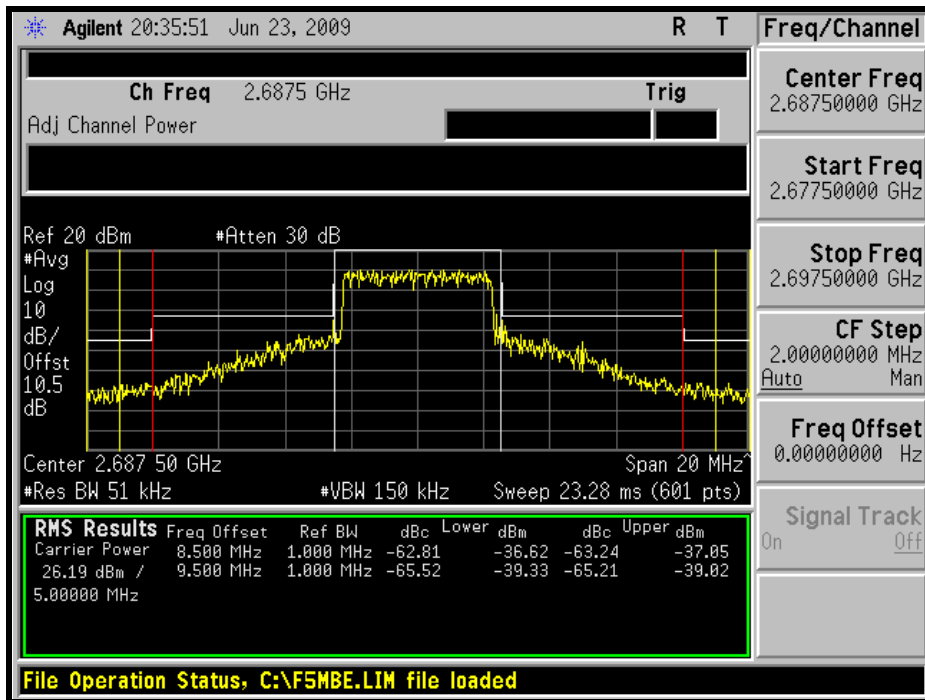 Agilent 20:35:51 Jun 23, 2009 R T
Ch Freq 2.6875 GHz Trig
Adj Channel Power
Ref 20 dBm #Atten 30 dB
#Avg
Log
10
dB/
Offst
10.5
dB
Center 2.687 50 GHz Span 20 MHz^
#Res BW 51 kHz #VBW 150 kHz Sweep 23.28 ms (601 pts)
RMS Results Freq Offset Ref BW dBc Lower dBm dBc Upper dBm
Carrier Power 8.500 MHz 1.000 MHz -62.81 -36.62 -63.24 -37.05
26.19 dBm / 9.500 MHz 1.000 MHz -65.52 -39.33 -65.21 -39.02
5.00000 MHz
File Operation Status, C:\F5MBE.LIM file loaded
Freq/Channel
Center Freq
2.68750000 GHz
Start Freq
2.67750000 GHz
Stop Freq
2.69750000 GHz
CF Step
2.00000000 MHz
Auto Man
Freq Offset
0.00000000 Hz
Signal Track
On Off